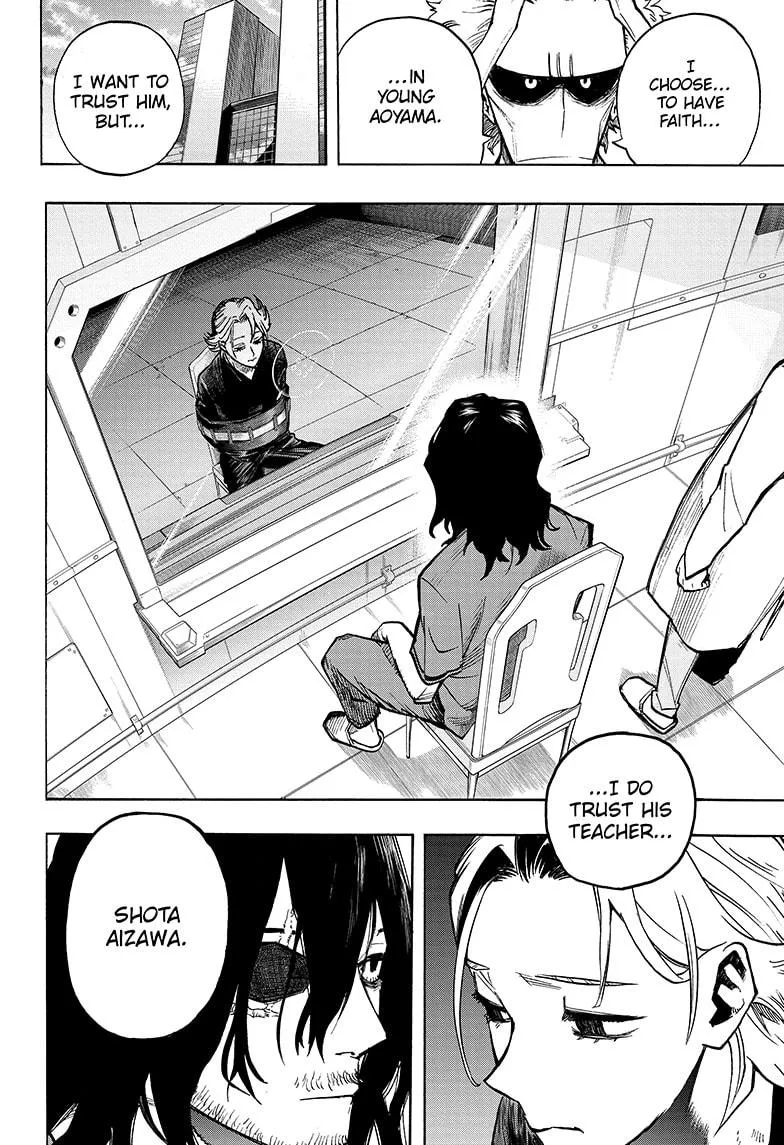 I
CHOOSE...
TO HAVE
FAITH...
...IN
YOUNG
AOYAMA.
I WANT TO
TRUST HIM,
BUT...
...I DO
TRUST HIS
TEACHER...
SHOTA
AIZAWA.